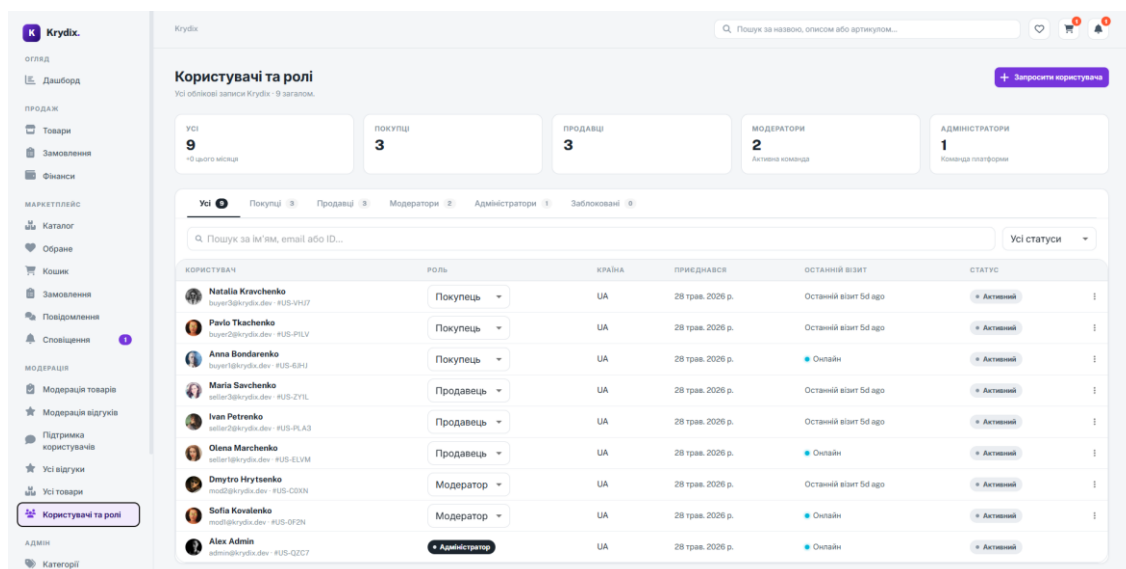 K Krydix.
Krydix
Пошук за назвою, описом або артикулом...
ОГЛЯД
Дашборд
ПРОДАЖ
Товари
Замовлення
Фінанси
МАРКЕТПЛЕЙС
Каталог
Обране
Кошик
Замовлення
Повідомлення
Сповіщення 1
МОДЕРАЦІЯ
Модерація товарів
Модерація відгуків
Підтримка
користувачів
Усі відгуки
Усі товари
Користувачі та ролі
АДМІН
Категорії
Користувачі та ролі
Усі облікові записи Krydix · 9 загалом.
+ Запросити користувача
УСІ
9
+0 цього місяця
ПОКУПЦІ
3
ПРОДАВЦІ
3
МОДЕРАТОРИ
2
Активна команда
АДМІНІСТРАТОРИ
1
Команда платформи
Усі 9 Покупці 3 Продавці 3 Модератори 2 Адміністратори 1 Заблоковані 0
Пошук за ім'ям, email або ID...
Усі статуси
КОРИСТУВАЧ РОЛЬ КРАЇНА ПРИЄДНАВСЯ ОСТАННІЙ ВІЗИТ СТАТУС
Natalia Kravchenko
buyer3@krydix.dev · #US-VHJ7
Покупець UA 28 трав. 2026 р. Останній візит 5d ago Активний
Pavlo Tkachenko
buyer2@krydix.dev · #US-P1LV
Покупець UA 28 трав. 2026 р. Останній візит 5d ago Активний
Anna Bondarenko
buyer1@krydix.dev · #US-6JHJ
Покупець UA 28 трав. 2026 р. Онлайн Активний
Maria Savchenko
seller3@krydix.dev · #US-ZY1L
Продавець UA 28 трав. 2026 р. Останній візит 5d ago Активний
Ivan Petrenko
seller2@krydix.dev · #US-PLA3
Продавець UA 28 трав. 2026 р. Останній візит 5d ago Активний
Olena Marchenko
seller1@krydix.dev · #US-ELVM
Продавець UA 28 трав. 2026 р. Онлайн Активний
Dmytro Hrytsenko
mod2@krydix.dev · #US-C0XN
Модератор UA 28 трав. 2026 р. Останній візит 5d ago Активний
Sofia Kovalenko
mod1@krydix.dev · #US-0F2N
Модератор UA 28 трав. 2026 р. Онлайн Активний
Alex Admin
admin@krydix.dev · #US-QZC7
Адміністратор UA 28 трав. 2026 р. Онлайн Активний